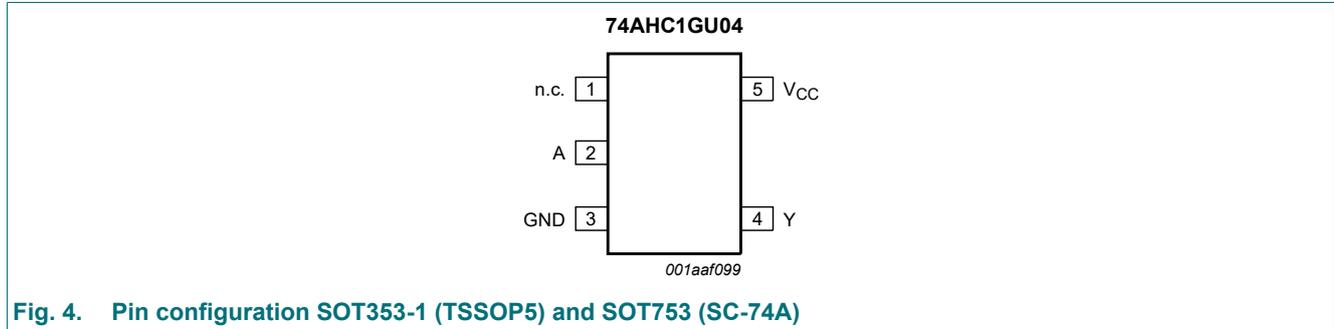 74AHC1GU04
n.c. 1
5 VCC
A 2
GND 3
4 Y
001aaf099
Fig. 4. Pin configuration SOT353-1 (TSSOP5) and SOT753 (SC-74A)